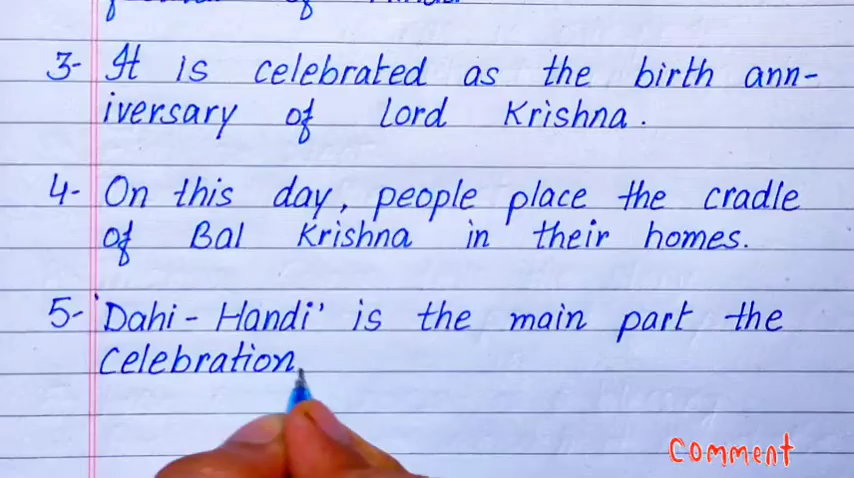 3- It is celebrated as the birth ann-
iversary of Lord Krishna.
4- On this day, people place the cradle
of Bal Krishna in their homes.
5- 'Dahi-Handi' is the main part the
Celebration.
Comment